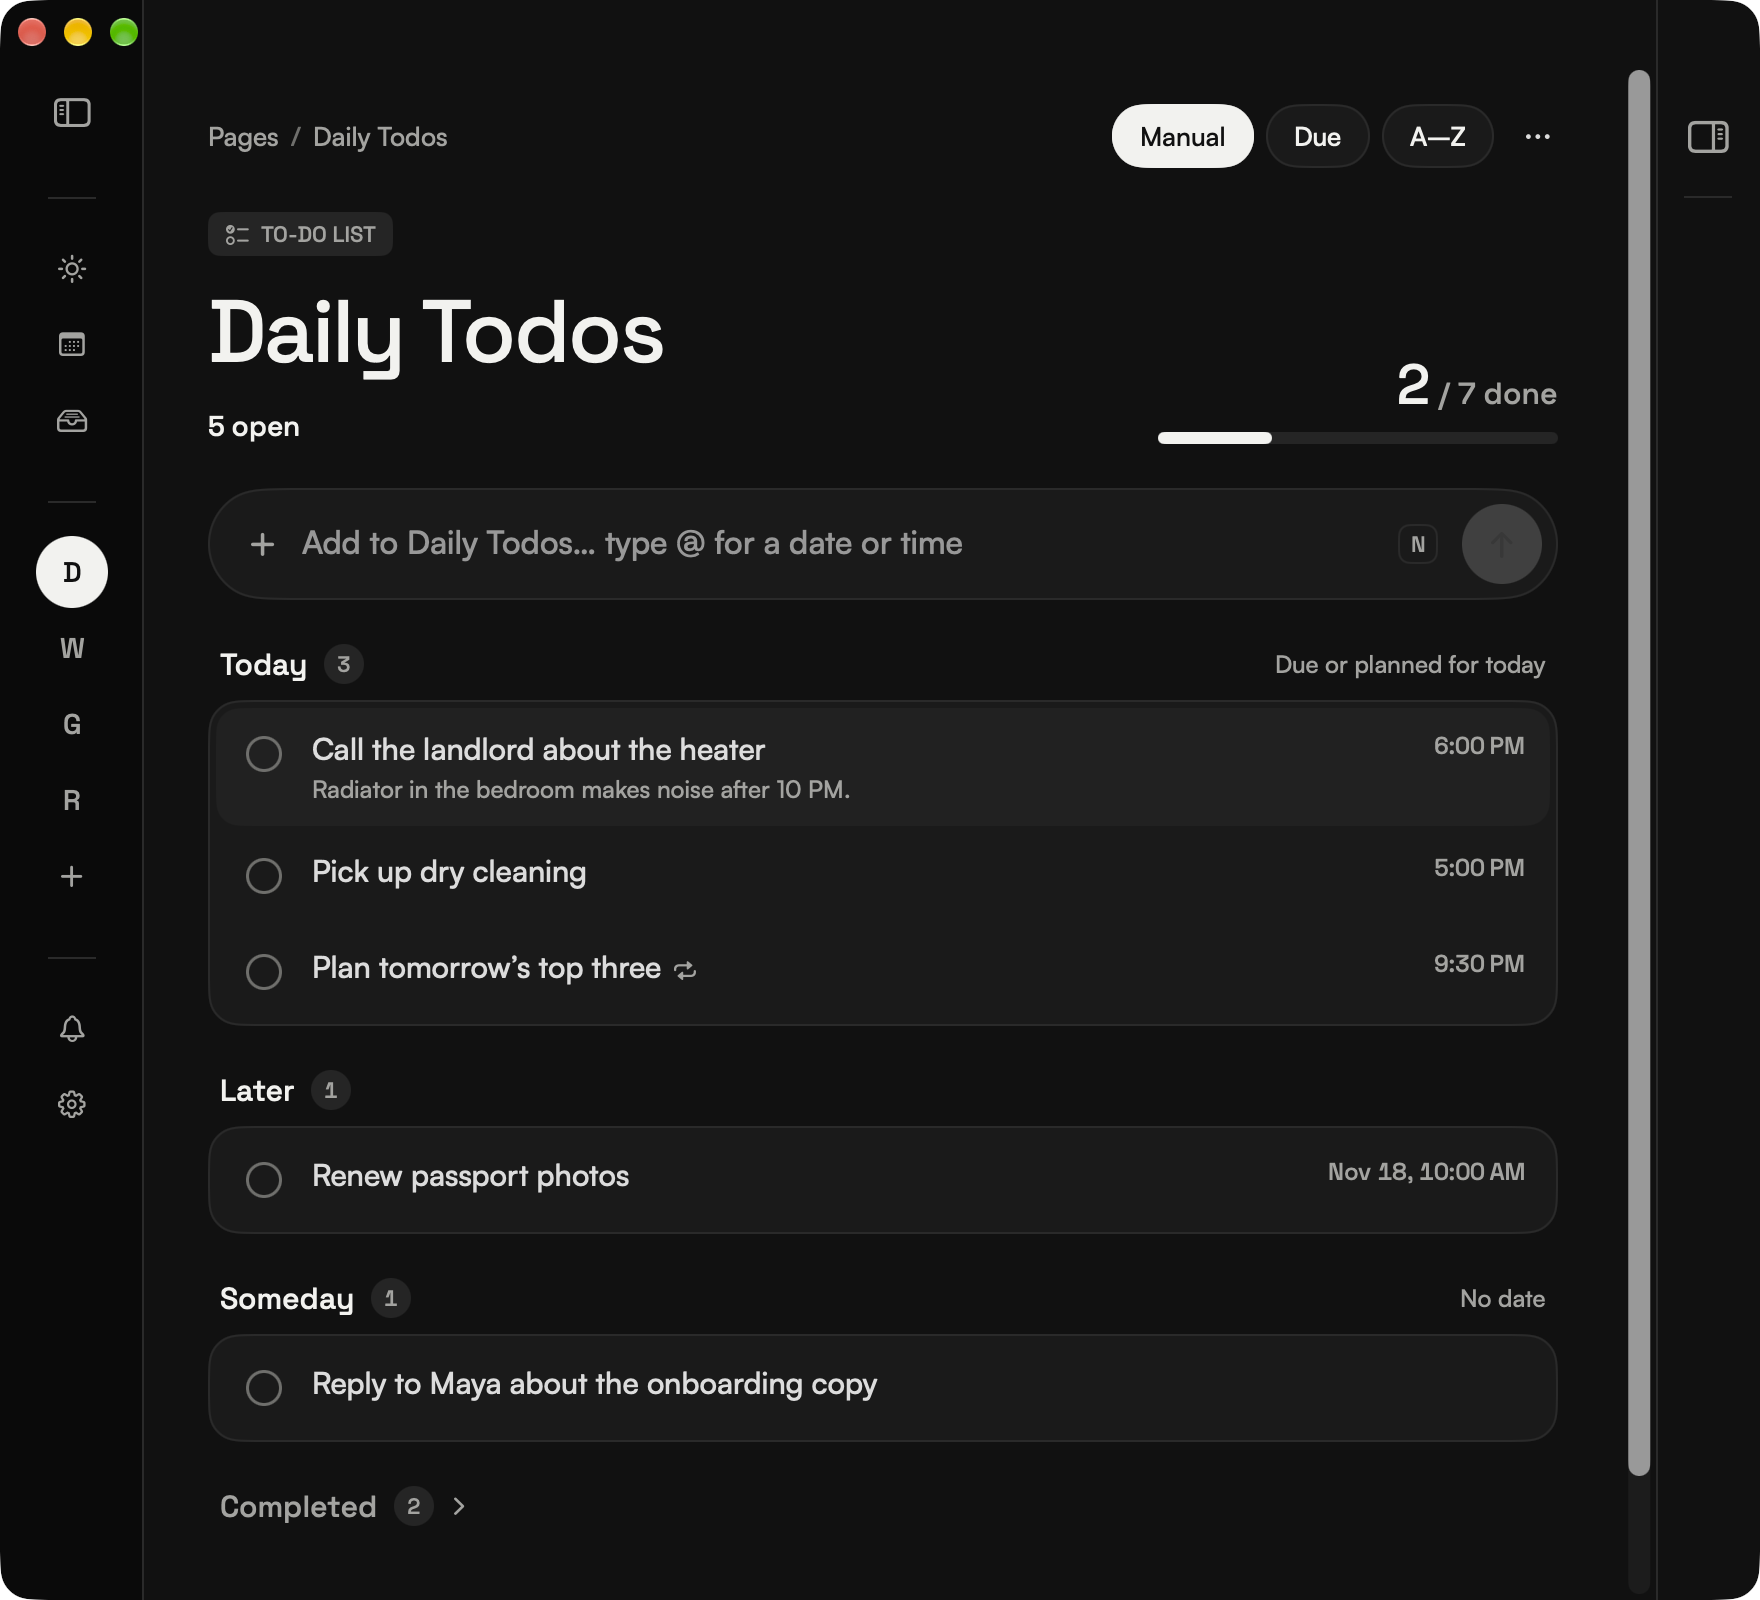 Pages / Daily Todos
Manual
Due
A—Z
TO-DO LIST
Daily Todos
5 open
2 / 7 done
Add to Daily Todos... type @ for a date or time
N
D
W
G
R
Today 3
Due or planned for today
Call the landlord about the heater
6:00 PM
Radiator in the bedroom makes noise after 10 PM.
Pick up dry cleaning
5:00 PM
Plan tomorrow’s top three
9:30 PM
Later 1
Renew passport photos
Nov 18, 10:00 AM
Someday 1
No date
Reply to Maya about the onboarding copy
Completed 2